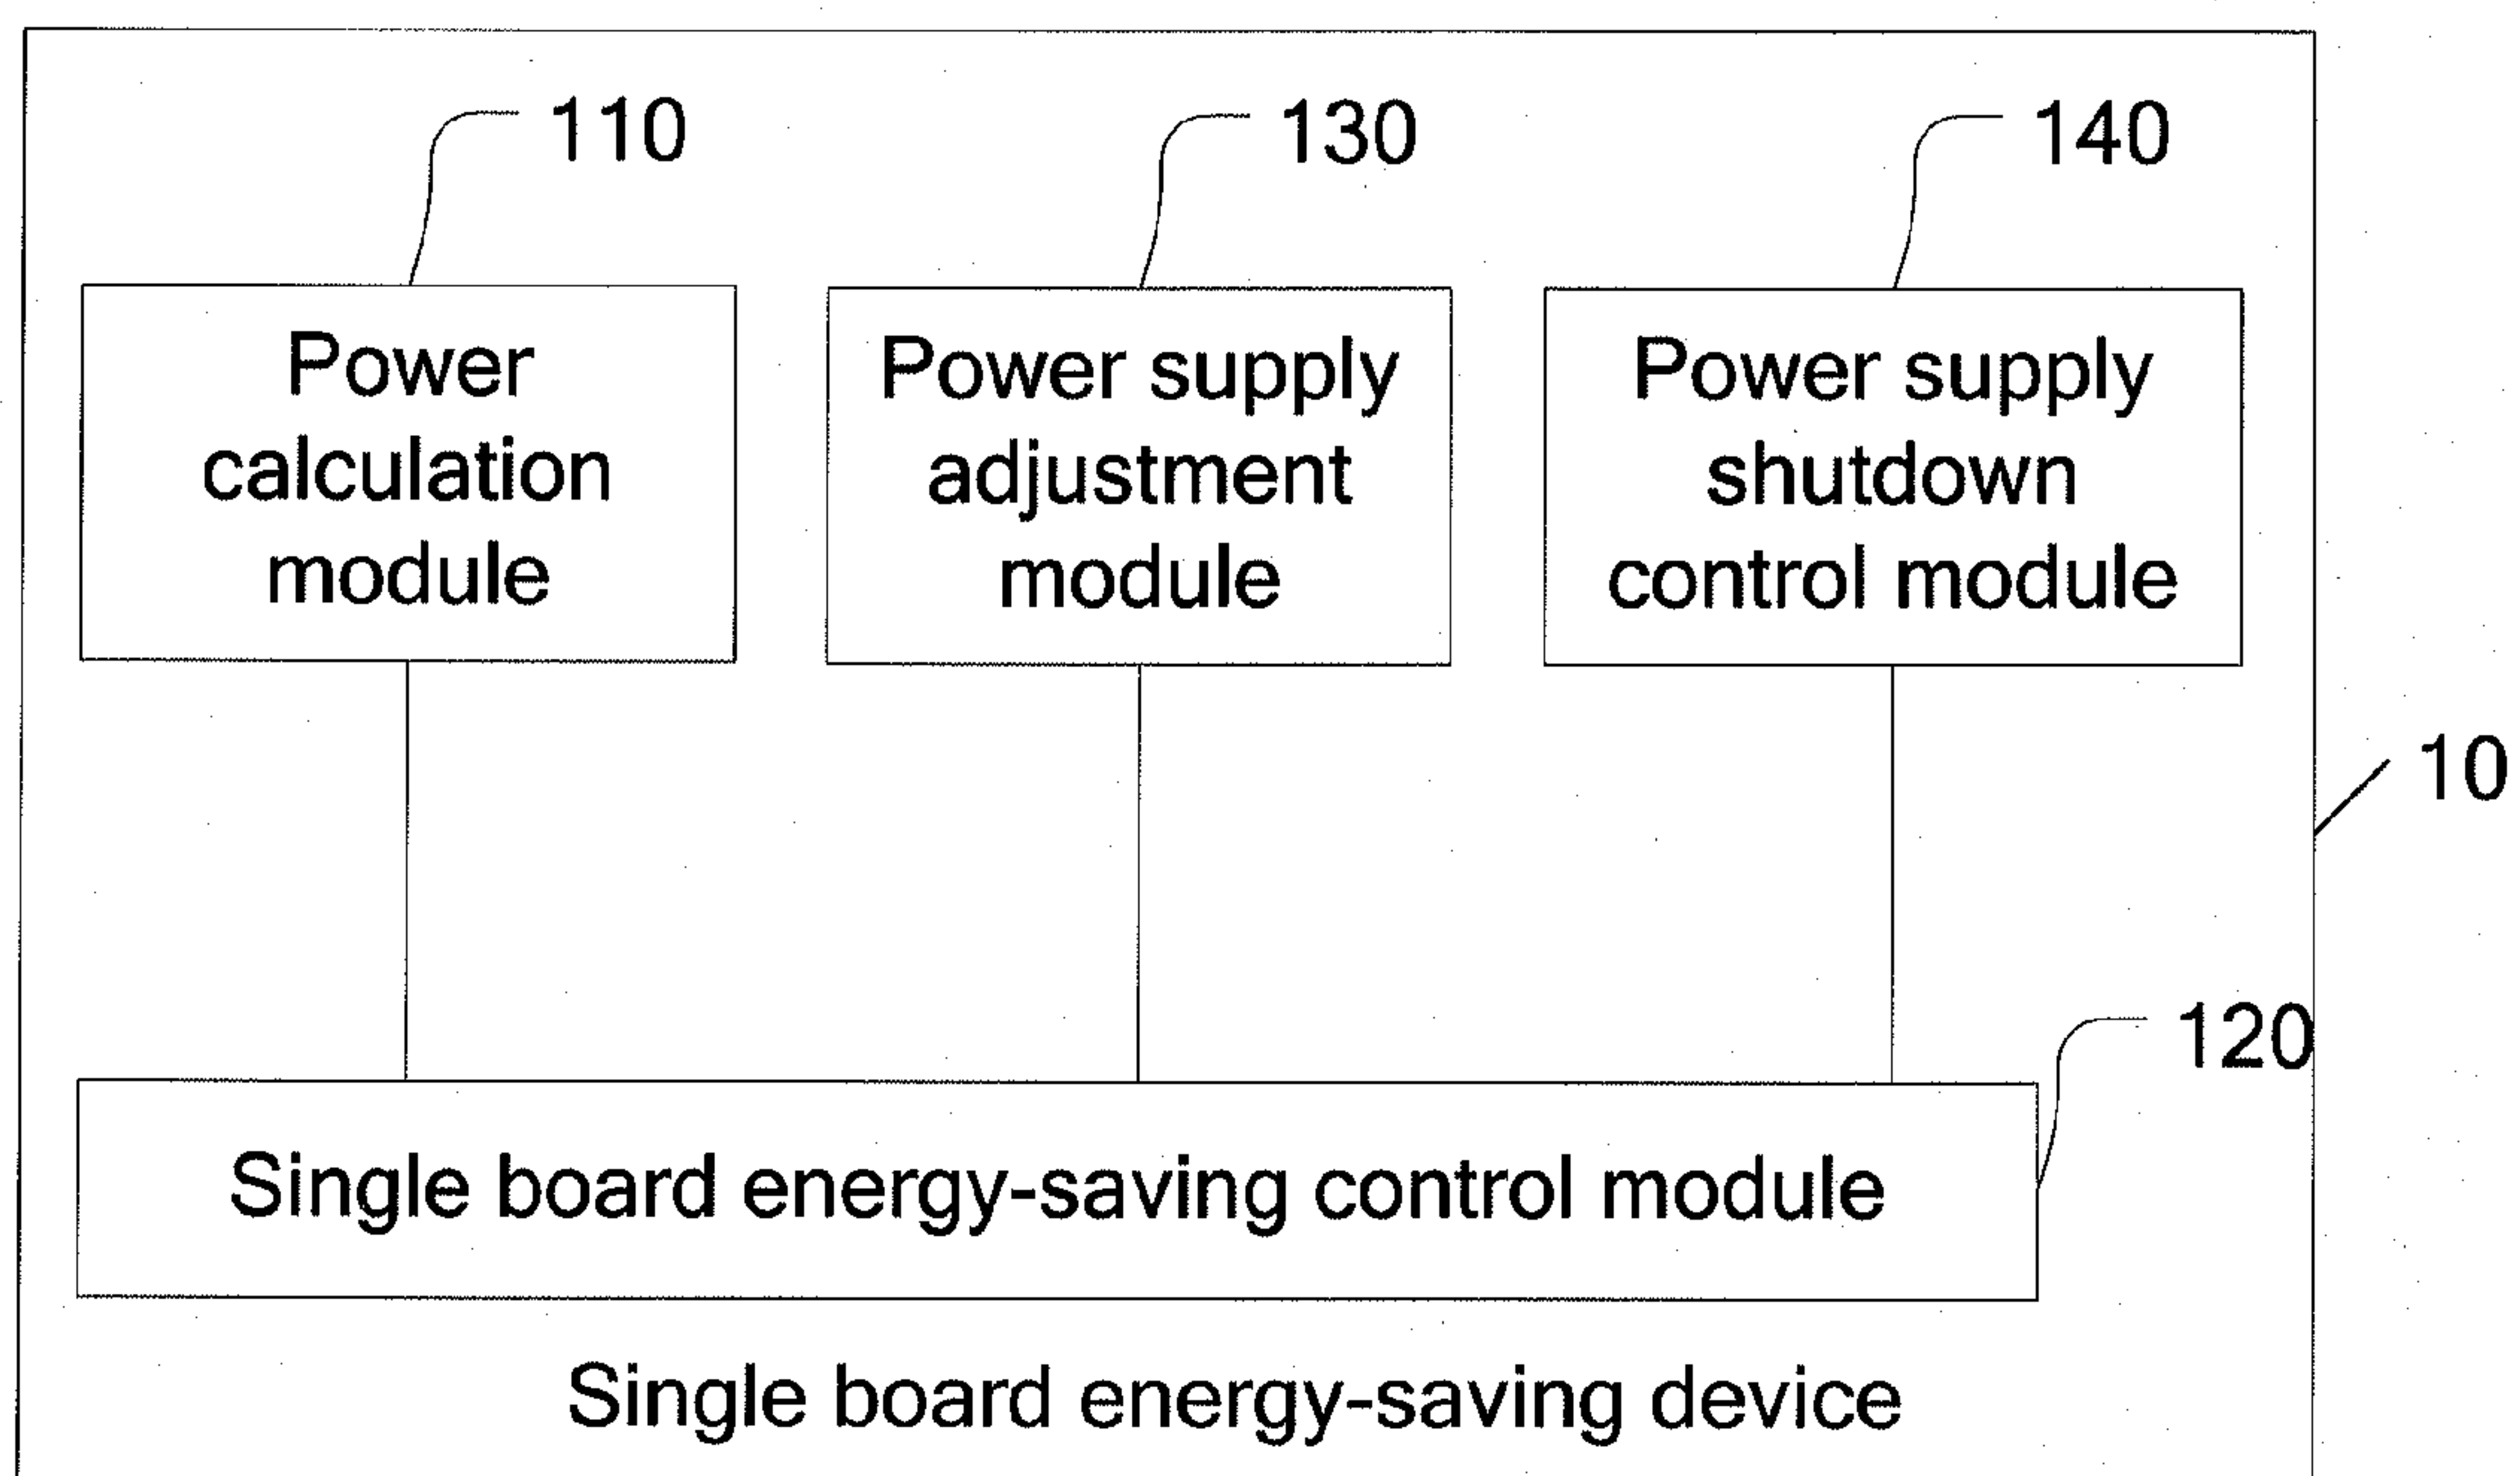 110
130
140
Power
calculation
module
Power supply
adjustment
module
Power supply
shutdown
control module
10
120
Single board energy-saving control module
Single board energy-saving device